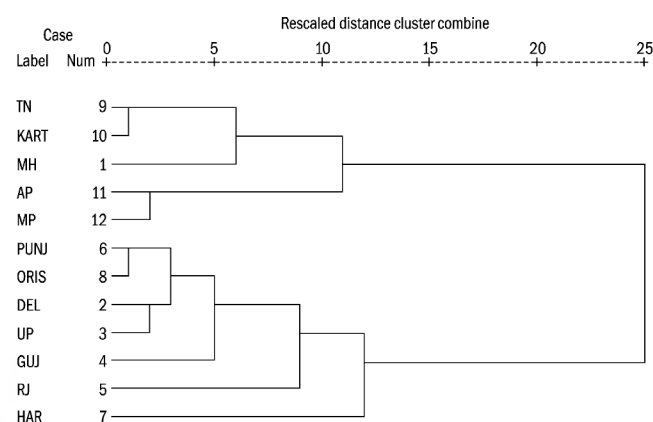 Rescaled distance cluster combine
Case 0 5 10 15 20 25
Label Num
TN 9
KART 10
MH 1
AP 11
MP 12
PUNJ 6
ORIS 8
DEL 2
UP 3
GUJ 4
RJ 5
HAR 7